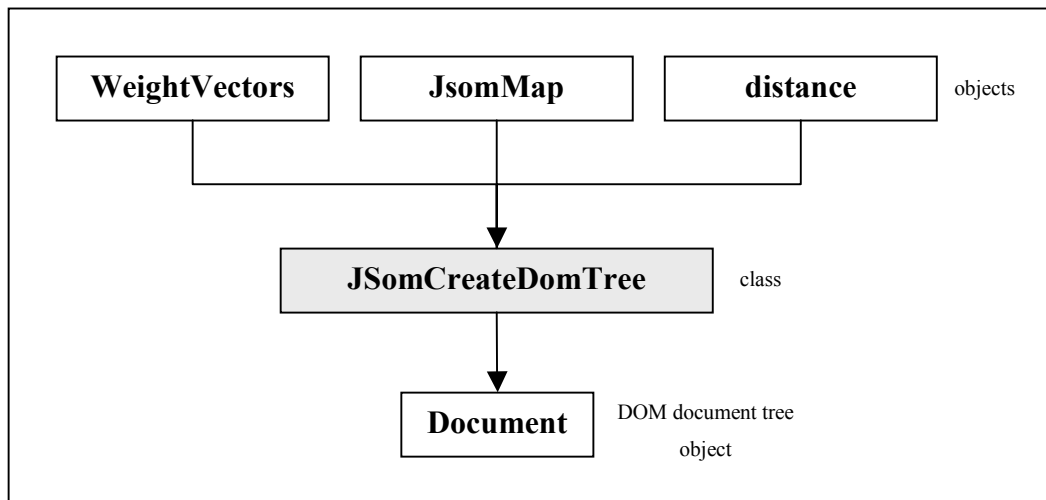 WeightVectors
JsomMap
distance
objects
JSomCreateDomTree
class
Document
DOM document tree
object